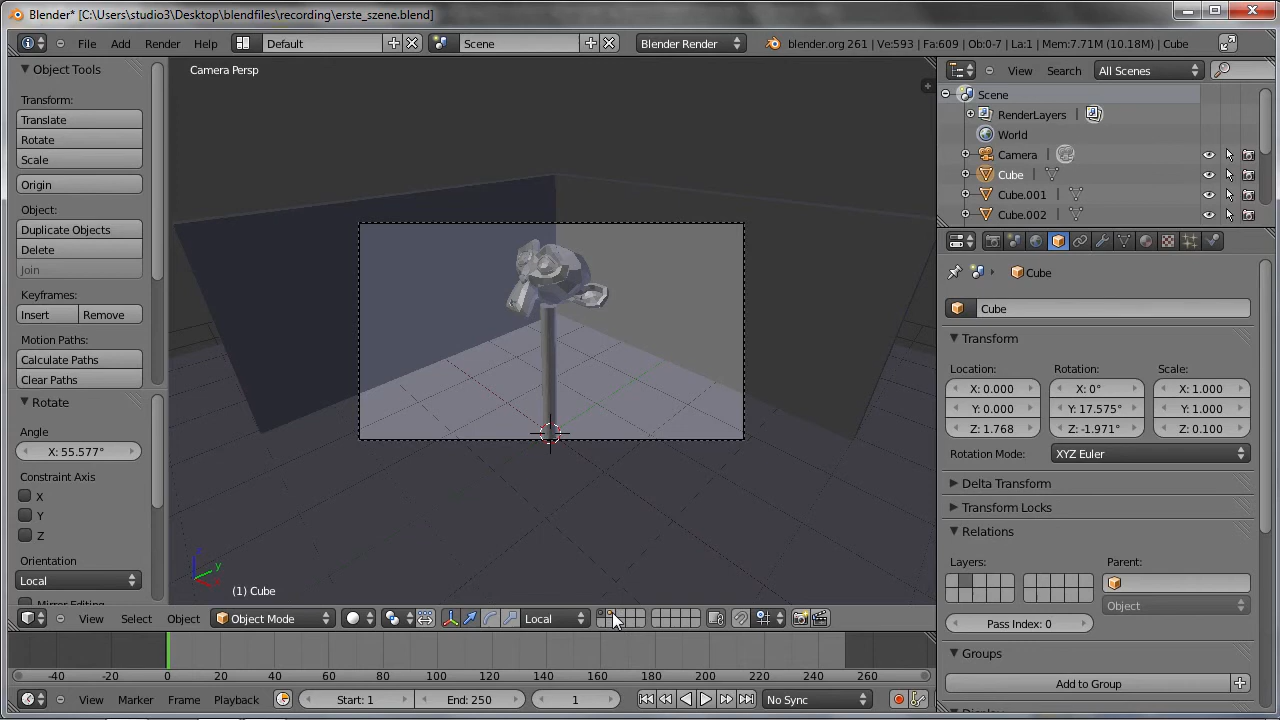 Blender* [C:\Users\studio3\Desktop\blendfiles\recording\erste_szene.blend]
File Add Render Help Default Scene Blender Render blender.org 261 | Ve:593 | Fa:609 | Ob:0-7 | La:1 | Mem:7.71M (10.18M) | Cube
Object Tools
Transform:
Translate
Rotate
Scale
Origin
Object:
Duplicate Objects
Delete
Join
Keyframes:
Insert Remove
Motion Paths:
Calculate Paths
Clear Paths
Rotate
Angle
X: 55.577°
Constraint Axis
X
Y
Z
Orientation
Local
Mirror Editing
Camera Persp
z
y
x
(1) Cube
View Select Object Object Mode Local
-40 -20 0 20 40 60 80 100 120 140 160 180 200 220 240 260
View Marker Frame Playback Start: 1 End: 250 1 No Sync
View Search All Scenes
Scene
RenderLayers |
World
Camera |
Cube |
Cube.001 |
Cube.002 |
Cube
Cube
Transform
Location: Rotation: Scale:
X: 0.000 X: 0° X: 1.000
Y: 0.000 Y: 17.575° Y: 1.000
Z: 1.768 Z: -1.971° Z: 0.100
Rotation Mode: XYZ Euler
Delta Transform
Transform Locks
Relations
Layers: Parent:
Object
Pass Index: 0
Groups
Add to Group